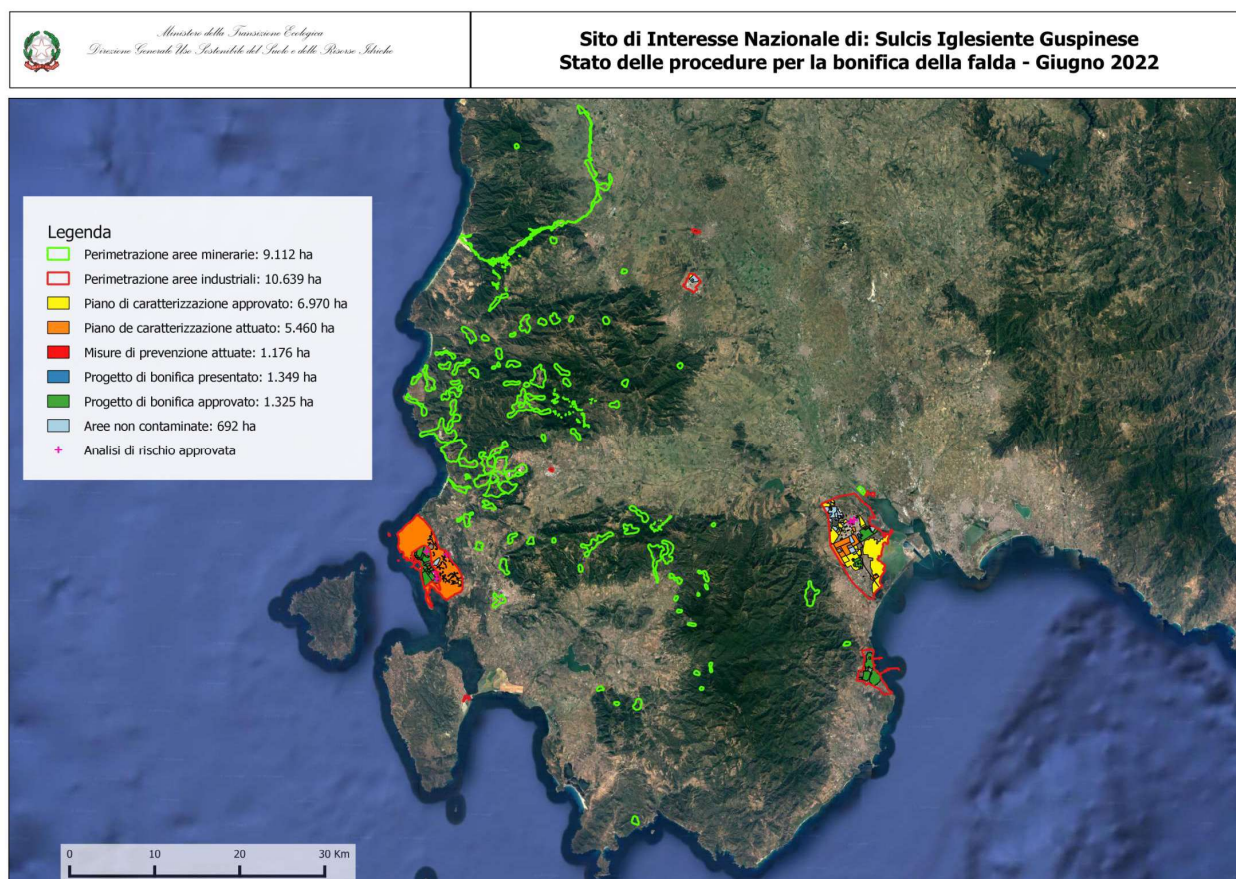 Ministero della Transizione Ecologica
Direzione Generale Uso Sostenibile del Suolo e delle Risorse Idriche
Sito di Interesse Nazionale di: Sulcis Iglesiente Guspinese
Stato delle procedure per la bonifica della falda - Giugno 2022
Legenda
Perimetrazione aree minerarie: 9.112 ha
Perimetrazione aree industriali: 10.639 ha
Piano di caratterizzazione approvato: 6.970 ha
Piano de caratterizzazione attuato: 5.460 ha
Misure di prevenzione attuate: 1.176 ha
Progetto di bonifica presentato: 1.349 ha
Progetto di bonifica approvato: 1.325 ha
Aree non contaminate: 692 ha
Analisi di rischio approvata
0 10 20 30 Km